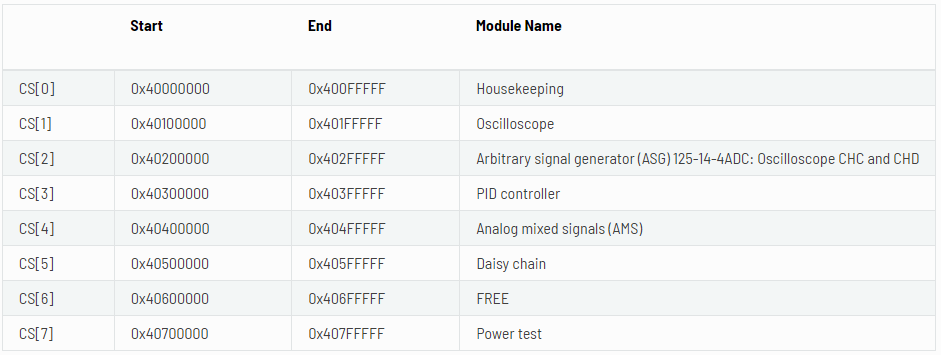 Start End Module Name
CS[0] 0x40000000 0x400FFFFF Housekeeping
CS[1] 0x40100000 0x401FFFFF Oscilloscope
CS[2] 0x40200000 0x402FFFFF Arbitrary signal generator (ASG) 125-14-4ADC: Oscilloscope CHC and CHD
CS[3] 0x40300000 0x403FFFFF PID controller
CS[4] 0x40400000 0x404FFFFF Analog mixed signals (AMS)
CS[5] 0x40500000 0x405FFFFF Daisy chain
CS[6] 0x40600000 0x406FFFFF FREE
CS[7] 0x40700000 0x407FFFFF Power test